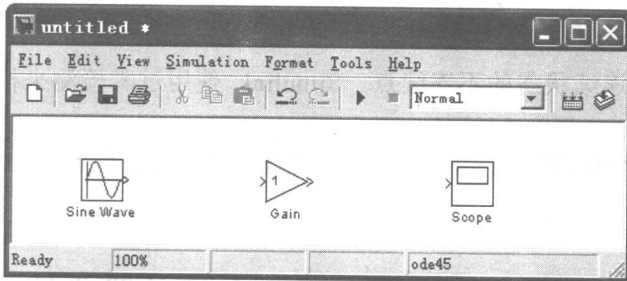 untitled *
File Edit View Simulation Format Tools Help
Normal
1
Sine Wave Gain Scope
Ready 100% ode45